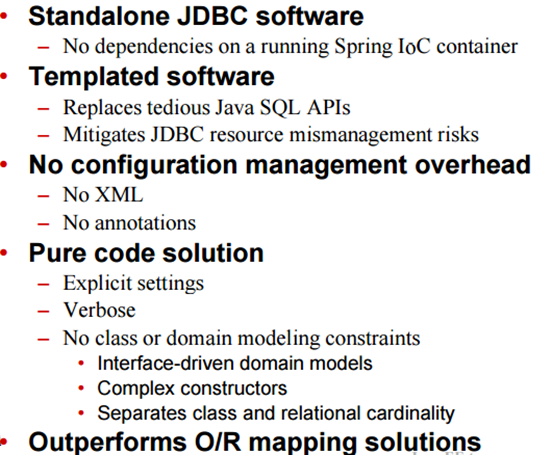 • Standalone JDBC software
– No dependencies on a running Spring IoC container
• Templated software
– Replaces tedious Java SQL APIs
– Mitigates JDBC resource mismanagement risks
• No configuration management overhead
– No XML
– No annotations
• Pure code solution
– Explicit settings
– Verbose
– No class or domain modeling constraints
• Interface-driven domain models
• Complex constructors
• Separates class and relational cardinality
• Outperforms O/R mapping solutions